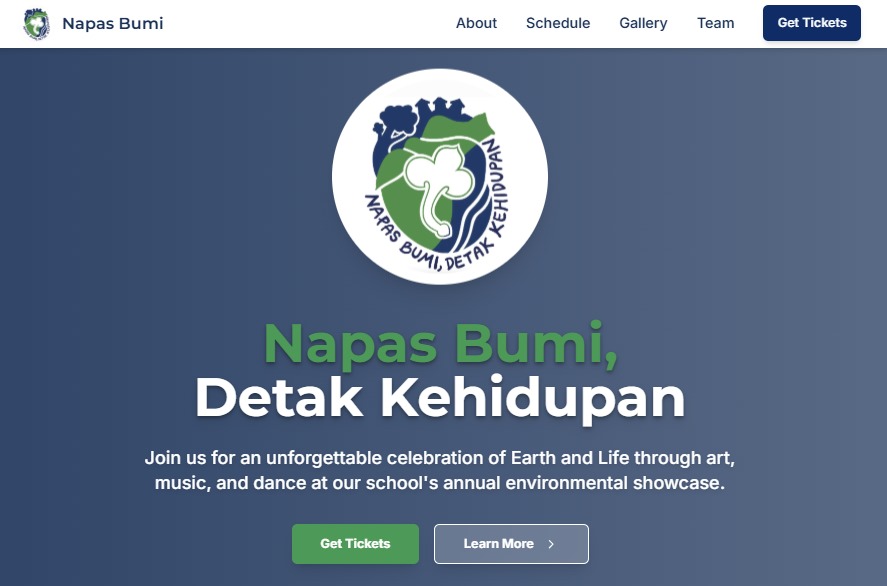 Napas Bumi
About
Schedule
Gallery
Team
Get Tickets
NAPAS BUMI, DETAK KEHIDUPAN
Napas Bumi,
Detak Kehidupan
Join us for an unforgettable celebration of Earth and Life through art,
music, and dance at our school's annual environmental showcase.
Get Tickets
Learn More